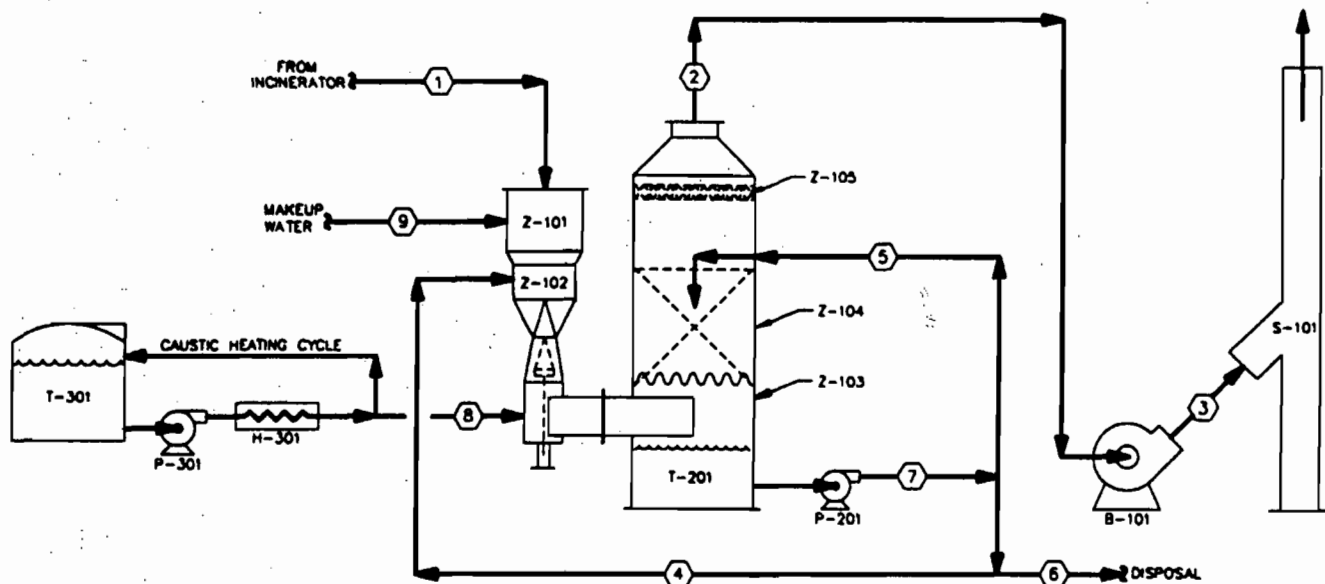 FROM
INCINERATOR
1
2
MAKEUP
WATER
9
Z-101
Z-102
Z-105
5
Z-104
Z-103
S-101
CAUSTIC HEATING CYCLE
T-301
P-301
H-301
8
T-201
P-201
7
3
B-101
4
6
DISPOSAL